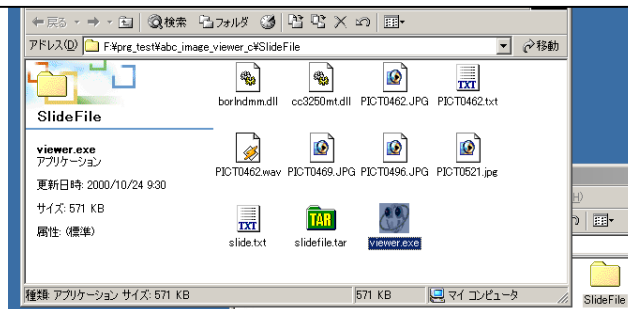 戻る
検索 フォルダ
アドレス(D) F:¥prg_test¥abc_image_viewer_c¥SlideFile 移動
SlideFile
viewer.exe
アプリケーション
更新日時: 2000/10/24 9:30
サイズ: 571 KB
属性: (標準)
borlndmm.dll cc3250mt.dll PICT0462.JPG PICT0462.txt
PICT0462.wav PICT0469.JPG PICT0496.JPG PICT0521.jpg
slide.txt slidefile.tar viewer.exe
TXT
TXT
TAR
種類: アプリケーション サイズ: 571 KB 571 KB マイ コンピュータ
H)
SlideFile